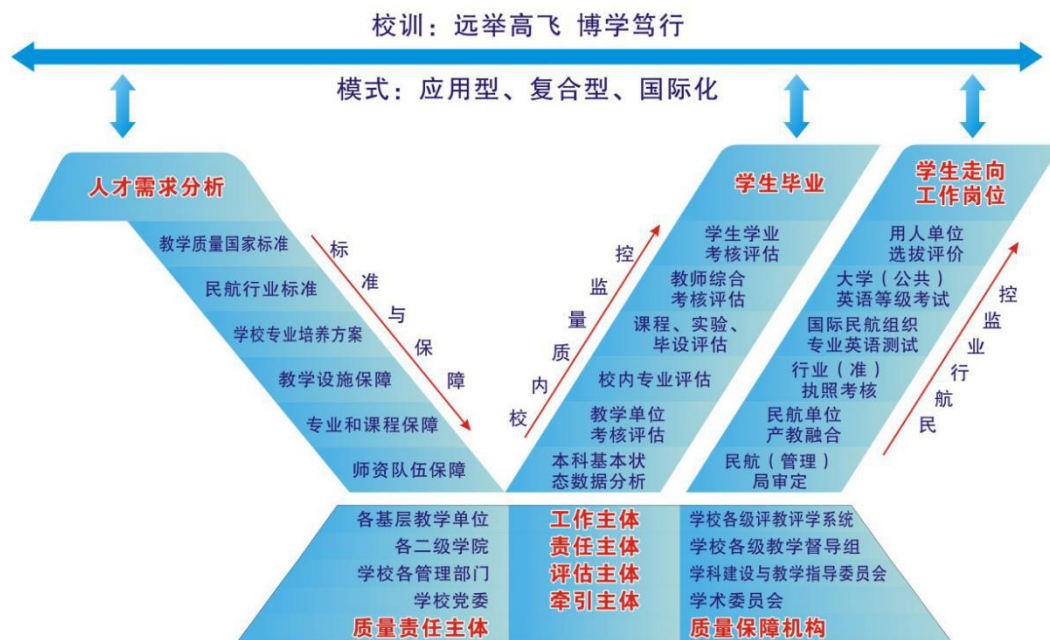 校训：远举高飞 博学笃行
模式：应用型、复合型、国际化
人才需求分析
教学质量国家标准
民航行业标准
学校专业培养方案
教学设施保障
专业和课程保障
师资队伍保障
标准与保障
校内质量监控
学生毕业
学生学业
考核评估
教师综合
考核评估
课程、实验、
毕设评估
校内专业评估
教学单位
考核评估
本科基本状
态数据分析
学生走向
工作岗位
用人单位
选拔评价
大学（公共）
英语等级考试
国际民航组织
专业英语测试
行业（准）
执照考核
民航单位
产教融合
民航（管理）
局审定
民航行业监控
各基层教学单位
工作主体
学校各级评教评学系统
各二级学院
责任主体
学校各级教学督导组
学校各管理部门
评估主体
学科建设与教学指导委员会
学校党委
牵引主体
学术委员会
质量责任主体
质量保障机构